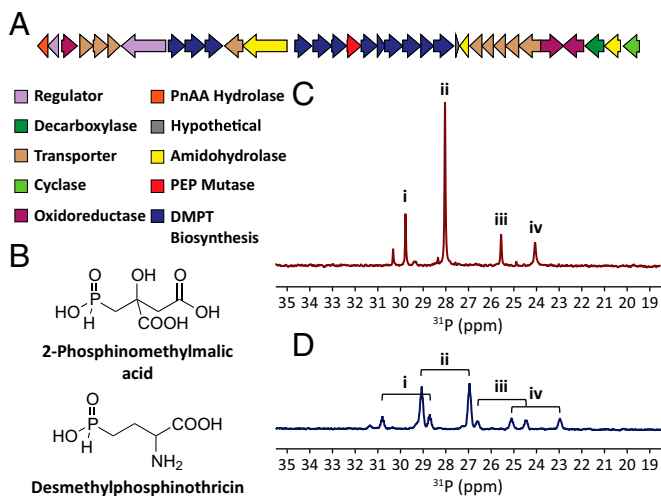 A
Regulator
Decarboxylase
Transporter
Cyclase
Oxidoreductase
PnAA Hydrolase
Hypothetical
Amidohydrolase
PEP Mutase
DMPT
Biosynthesis
B
O
HO
P
H
OH
O
OH
COOH
2-Phosphinomethylmalic
acid
O
HO
P
H
COOH
NH₂
Desmethylphosphinothricin
C
i
ii
iii
iv
35 34 33 32 31 30 29 28 27 26 25 24 23 22 21 20 19
³¹P (ppm)
D
i
ii
iii
iv
35 34 33 32 31 30 29 28 27 26 25 24 23 22 21 20 19
³¹P (ppm)